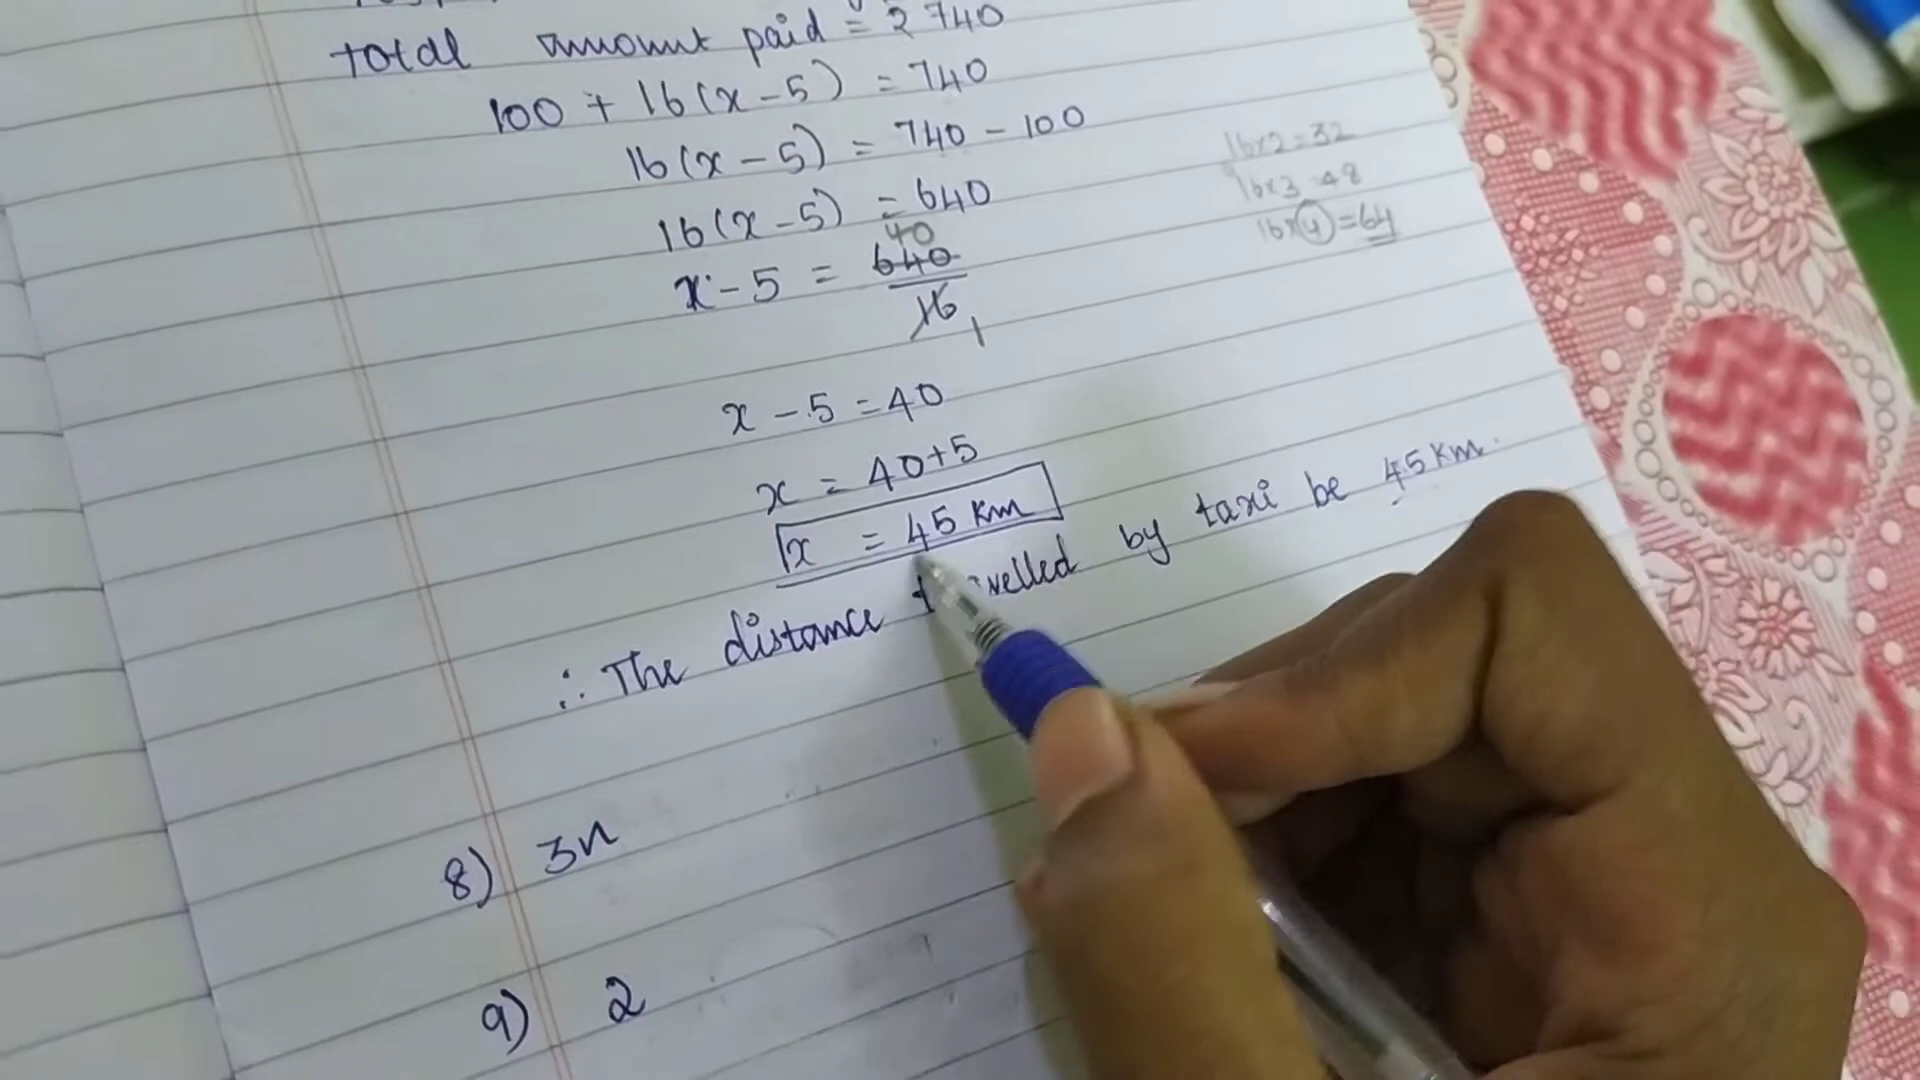 total amount paid = ₹ 740
100 + 16(x - 5) = 740
16(x - 5) = 740 - 100
16(x - 5) = 640
40
x - 5 = 640
16 1
x - 5 = 40
x = 40+5
x = 45 km
∴ The distance velled by taxi be 45 km.
16×2=32
16×3 48
16×4=64
8) 3n
9) 2